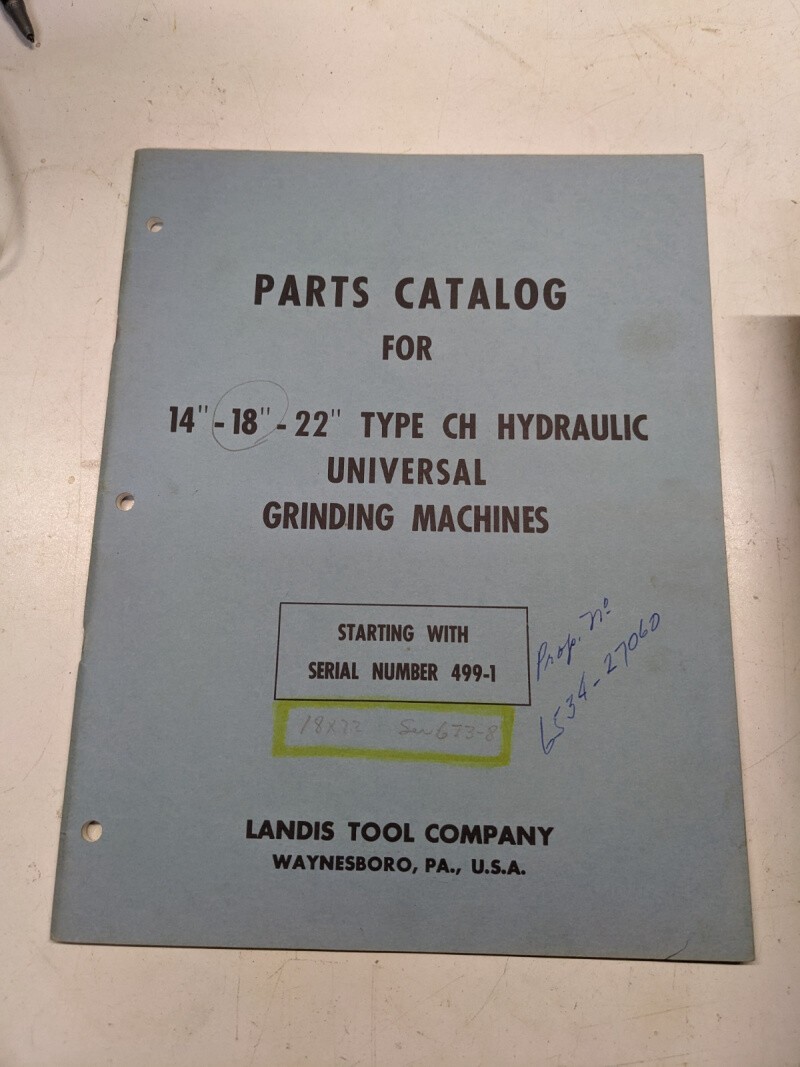 PARTS CATALOG
FOR
14"-18"-22" TYPE CH HYDRAULIC
UNIVERSAL
GRINDING MACHINES
STARTING WITH
SERIAL NUMBER 499-1
Prop. No
6534-27060
LANDIS TOOL COMPANY
WAYNESBORO, PA., U.S.A.